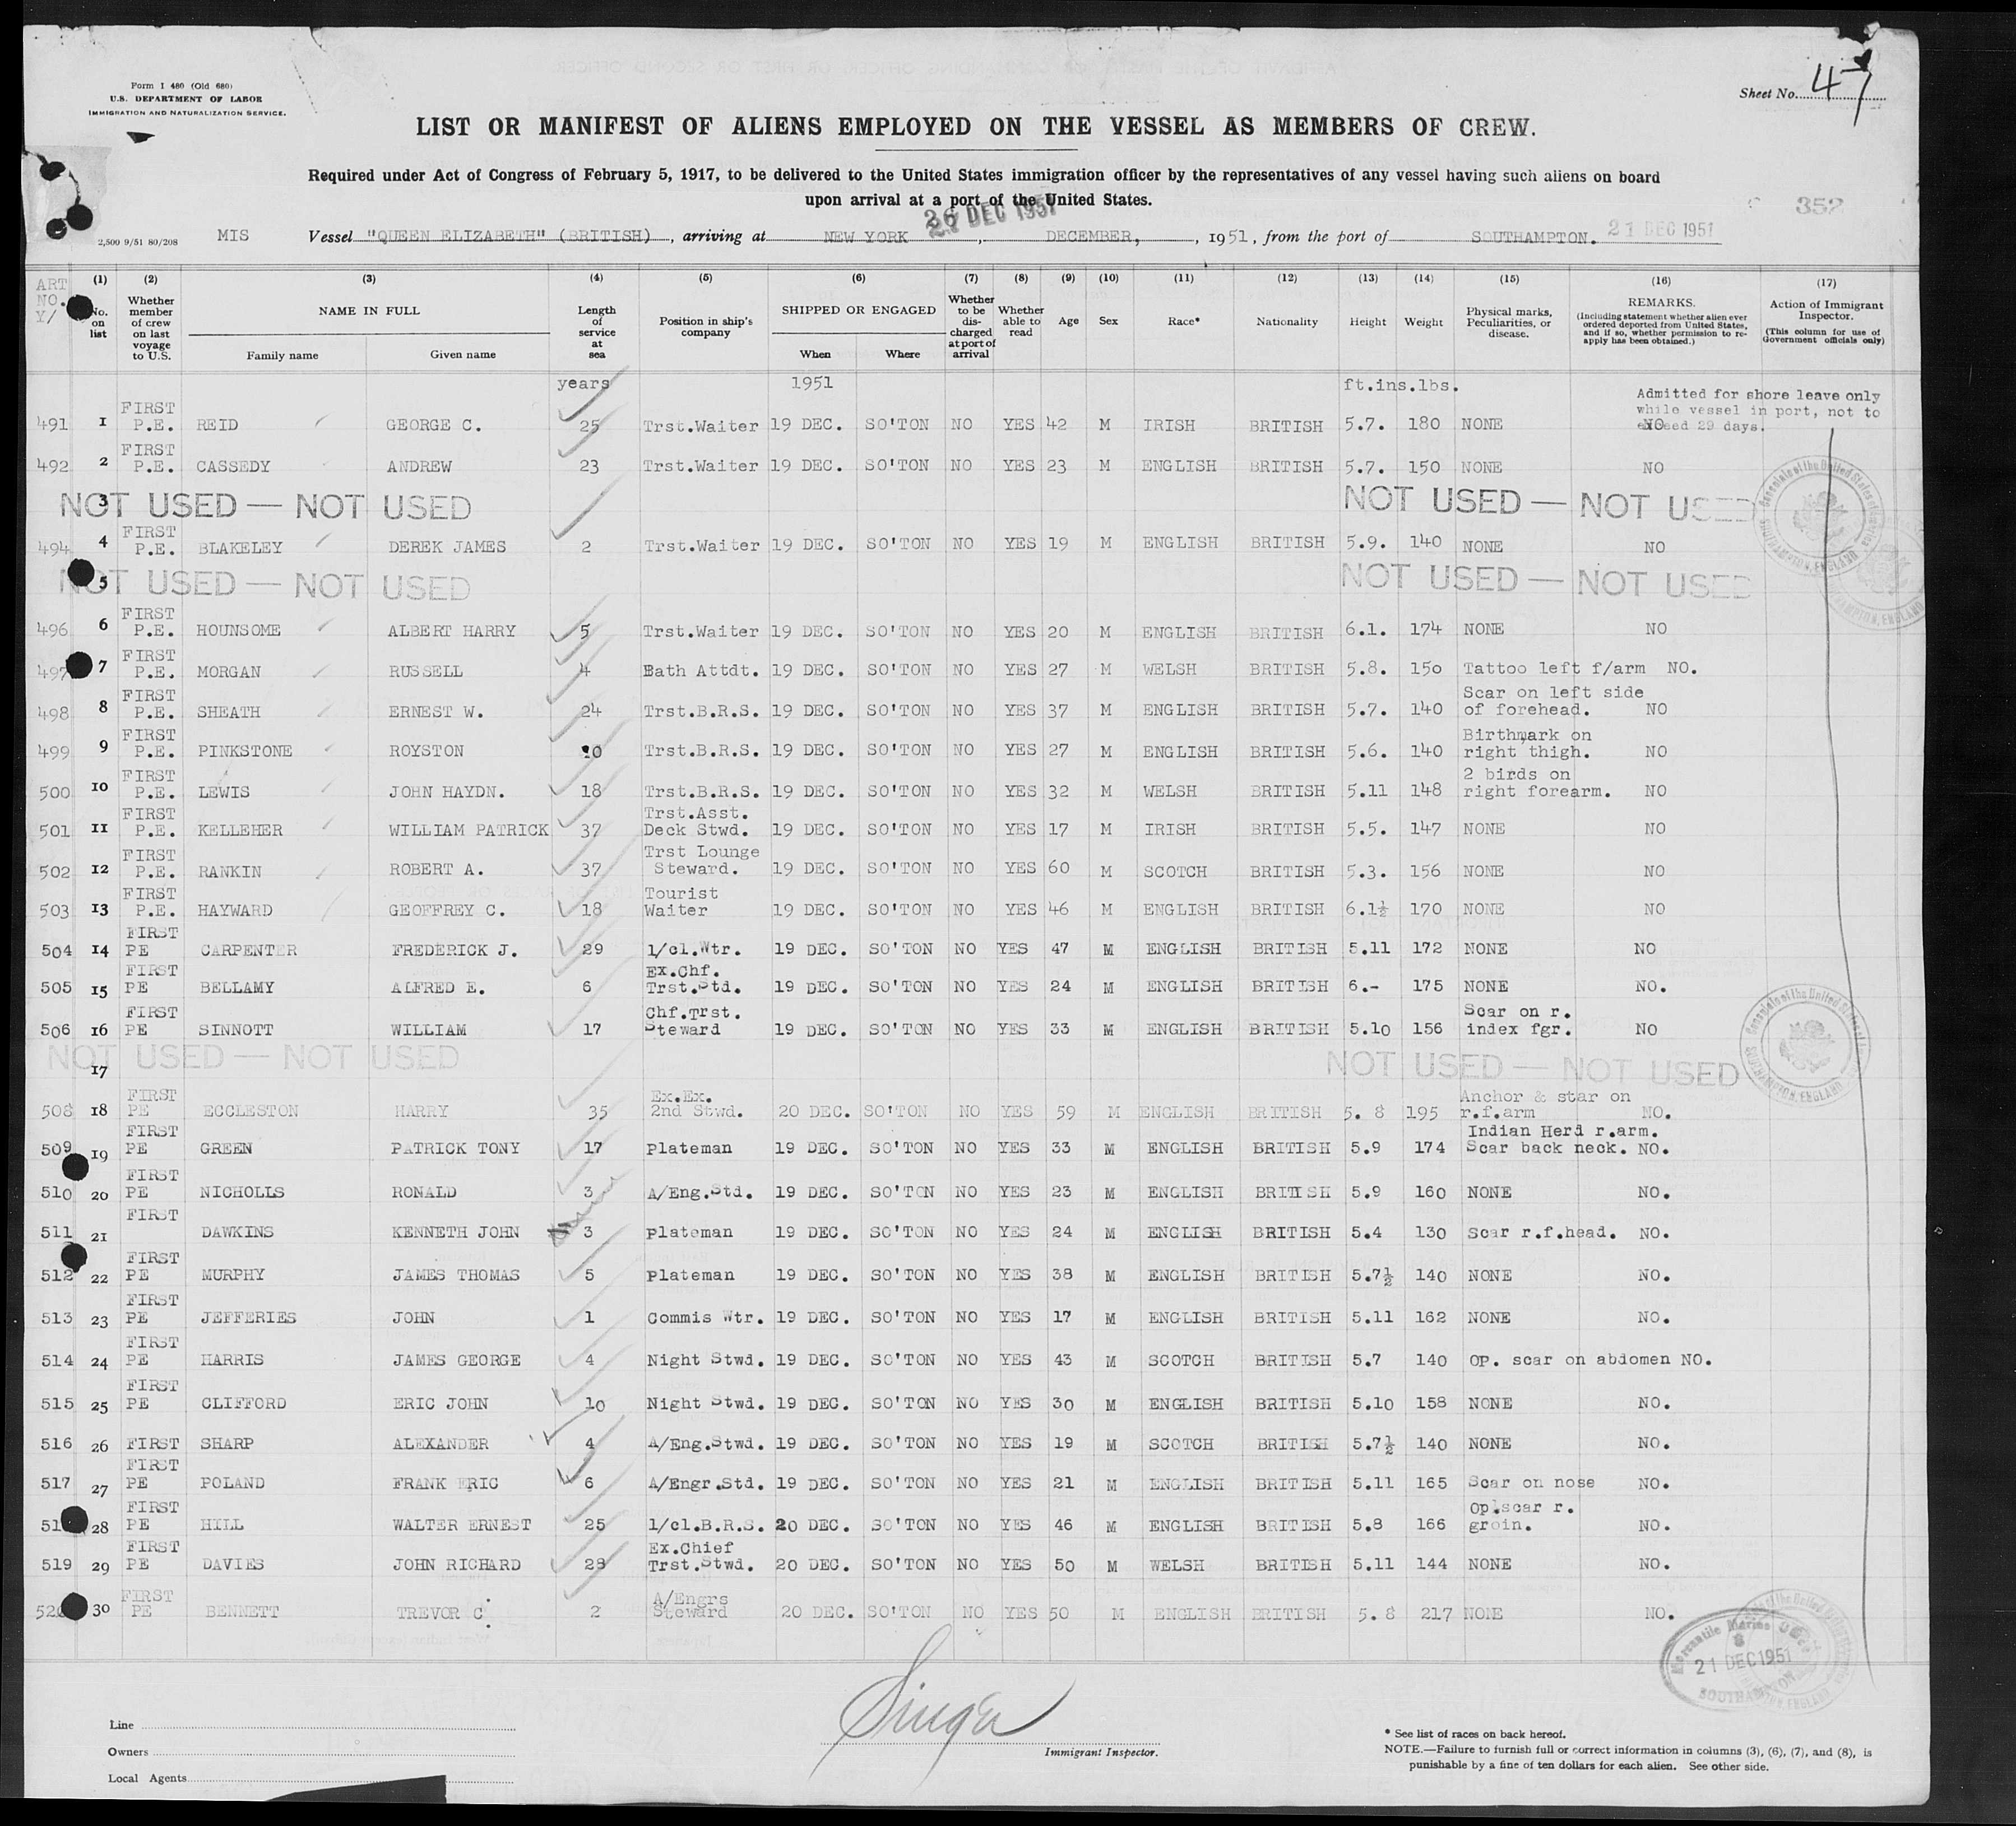 Form I 480 (Old 680)
U.S. DEPARTMENT OF LABOR
IMMIGRATION AND NATURALIZATION SERVICE.
Sheet No. 47
LIST OR MANIFEST OF ALIENS EMPLOYED ON THE VESSEL AS MEMBERS OF CREW.
Required under Act of Congress of February 5, 1917, to be delivered to the United States immigration officer by the representatives of any vessel having such aliens on board
upon arrival at a port of the United States.
26 DEC 1951
352
2,500 9/51 80/208 MIS Vessel "QUEEN ELIZABETH" (BRITISH), arriving at NEW YORK, DECEMBER, 1951, from the port of SOUTHAMPTON. 21 DEC 1951
ART NO. Y/
(1) No. on list
(2) Whether member of crew on last voyage to U.S.
(3) NAME IN FULL Family name Given name
(4) Length of service at sea
(5) Position in ship's company
(6) SHIPPED OR ENGAGED When Where
(7) Whether to be discharged at port of arrival
(8) Whether able to read
(9) Age
(10) Sex
(11) Race*
(12) Nationality
(13) Height
(14) Weight
(15) Physical marks, Peculiarities, or disease.
(16) REMARKS. (Including statement whether alien ever ordered deported from United States, and if so, whether permission to re-apply has been obtained.)
(17) Action of Immigrant Inspector. (This column for use of Government officials only)
years 1951 ft.ins.lbs.
Admitted for shore leave only
while vessel in port, not to
exceed 29 days.
491 1 FIRST P.E. REID GEORGE C. 25 Trst.Waiter 19 DEC. SO'TON NO YES 42 M IRISH BRITISH 5.7. 180 NONE NO
492 2 FIRST P.E. CASSEDY ANDREW 23 Trst.Waiter 19 DEC. SO'TON NO YES 23 M ENGLISH BRITISH 5.7. 150 NONE NO
3 NOT USED — NOT USED NOT USED — NOT USED
494 4 FIRST P.E. BLAKELEY DEREK JAMES 2 Trst.Waiter 19 DEC. SO'TON NO YES 19 M ENGLISH BRITISH 5.9. 140 NONE NO
5 NOT USED — NOT USED NOT USED — NOT USED
496 6 FIRST P.E. HOUNSOME ALBERT HARRY 5 Trst.Waiter 19 DEC. SO'TON NO YES 20 M ENGLISH BRITISH 6.1. 174 NONE NO
497 7 FIRST P.E. MORGAN RUSSELL 4 Bath Attdt. 19 DEC. SO'TON NO YES 27 M WELSH BRITISH 5.8. 150 Tattoo left f/arm NO.
498 8 FIRST P.E. SHEATH ERNEST W. 24 Trst.B.R.S. 19 DEC. SO'TON NO YES 37 M ENGLISH BRITISH 5.7. 140 Scar on left side of forehead. NO
499 9 FIRST P.E. PINKSTONE ROYSTON 10 Trst.B.R.S. 19 DEC. SO'TON NO YES 27 M ENGLISH BRITISH 5.6. 140 Birthmark on right thigh. NO
500 10 FIRST P.E. LEWIS JOHN HAYDN. 18 Trst.B.R.S. 19 DEC. SO'TON NO YES 32 M WELSH BRITISH 5.11 148 2 birds on right forearm. NO
501 11 FIRST P.E. KELLEHER WILLIAM PATRICK 37 Trst.Asst. Deck Stwd. 19 DEC. SO'TON NO YES 17 M IRISH BRITISH 5.5. 147 NONE NO
502 12 FIRST P.E. RANKIN ROBERT A. 37 Trst Lounge Steward. 19 DEC. SO'TON NO YES 60 M SCOTCH BRITISH 5.3. 156 NONE NO
503 13 FIRST P.E. HAYWARD GEOFFREY C. 18 Tourist Waiter 19 DEC. SO'TON NO YES 46 M ENGLISH BRITISH 6.1½ 170 NONE NO
504 14 FIRST PE CARPENTER FREDERICK J. 29 1/cl.Wtr. 19 DEC. SO'TON NO YES 47 M ENGLISH BRITISH 5.11 172 NONE NO
505 15 FIRST PE BELLAMY ALFRED E. 6 Ex.Chf. Trst.Std. 19 DEC. SO'TON NO YES 24 M ENGLISH BRITISH 6.- 175 NONE NO.
506 16 FIRST PE SINNOTT WILLIAM 17 Chf.Trst. Steward 19 DEC. SO'TON NO YES 33 M ENGLISH BRITISH 5.10 156 Scar on r. index fgr. NO
17 NOT USED — NOT USED NOT USED — NOT USED
508 18 FIRST PE ECCLESTON HARRY 35 Ex.Ex. 2nd Stwd. 20 DEC. SO'TON NO YES 59 M ENGLISH BRITISH 5. 8 195 Anchor & star on r.f.arm NO.
509 19 FIRST PE GREEN PATRICK TONY 17 Plateman 19 DEC. SO'TON NO YES 33 M ENGLISH BRITISH 5.9 174 Indian Herd r.arm. Scar back neck. NO.
510 20 FIRST PE NICHOLLS RONALD 3 A/Eng.Std. 19 DEC. SO'TON NO YES 23 M ENGLISH BRITISH 5.9 160 NONE NO.
511 21 FIRST DAWKINS KENNETH JOHN 3 Plateman 19 DEC. SO'TON NO YES 24 M ENGLISH BRITISH 5.4 130 Scar r.f.head. NO.
512 22 FIRST PE MURPHY JAMES THOMAS 5 Plateman 19 DEC. SO'TON NO YES 38 M ENGLISH BRITISH 5.7½ 140 NONE NO.
513 23 FIRST PE JEFFERIES JOHN 1 Commis Wtr. 19 DEC. SO'TON NO YES 17 M ENGLISH BRITISH 5.11 162 NONE NO.
514 24 FIRST PE HARRIS JAMES GEORGE 4 Night Stwd. 19 DEC. SO'TON NO YES 43 M SCOTCH BRITISH 5.7 140 Op. scar on abdomen NO.
515 25 FIRST PE CLIFFORD ERIC JOHN 10 Night Stwd. 19 DEC. SO'TON NO YES 30 M ENGLISH BRITISH 5.10 158 NONE NO.
516 26 FIRST SHARP ALEXANDER 4 A/Eng.Stwd. 19 DEC. SO'TON NO YES 19 M SCOTCH BRITISH 5.7½ 140 NONE NO.
517 27 FIRST PE POLAND FRANK ERIC 6 A/Engr.Std. 19 DEC. SO'TON NO YES 21 M ENGLISH BRITISH 5.11 165 Scar on nose NO.
51 28 FIRST PE HILL WALTER ERNEST 25 1/cl.B.R.S. 20 DEC. SO'TON NO YES 46 M ENGLISH BRITISH 5.8 166 Op.scar r. groin. NO.
519 29 FIRST PE DAVIES JOHN RICHARD 28 Ex.Chief Trst.Stwd. 20 DEC. SO'TON NO YES 50 M WELSH BRITISH 5.11 144 NONE NO.
520 30 FIRST PE BENNETT TREVOR C. 2 A/Engrs Steward 20 DEC. SO'TON NO YES 50 M ENGLISH BRITISH 5. 8 217 NONE NO.
Mercantile Marine Office
21 DEC 1951
SOUTHAMPTON
Line
Owners
Local Agents
Singer
Immigrant Inspector.
* See list of races on back hereof.
NOTE.—Failure to furnish full or correct information in columns (3), (6), (7), and (8), is
punishable by a fine of ten dollars for each alien. See other side.